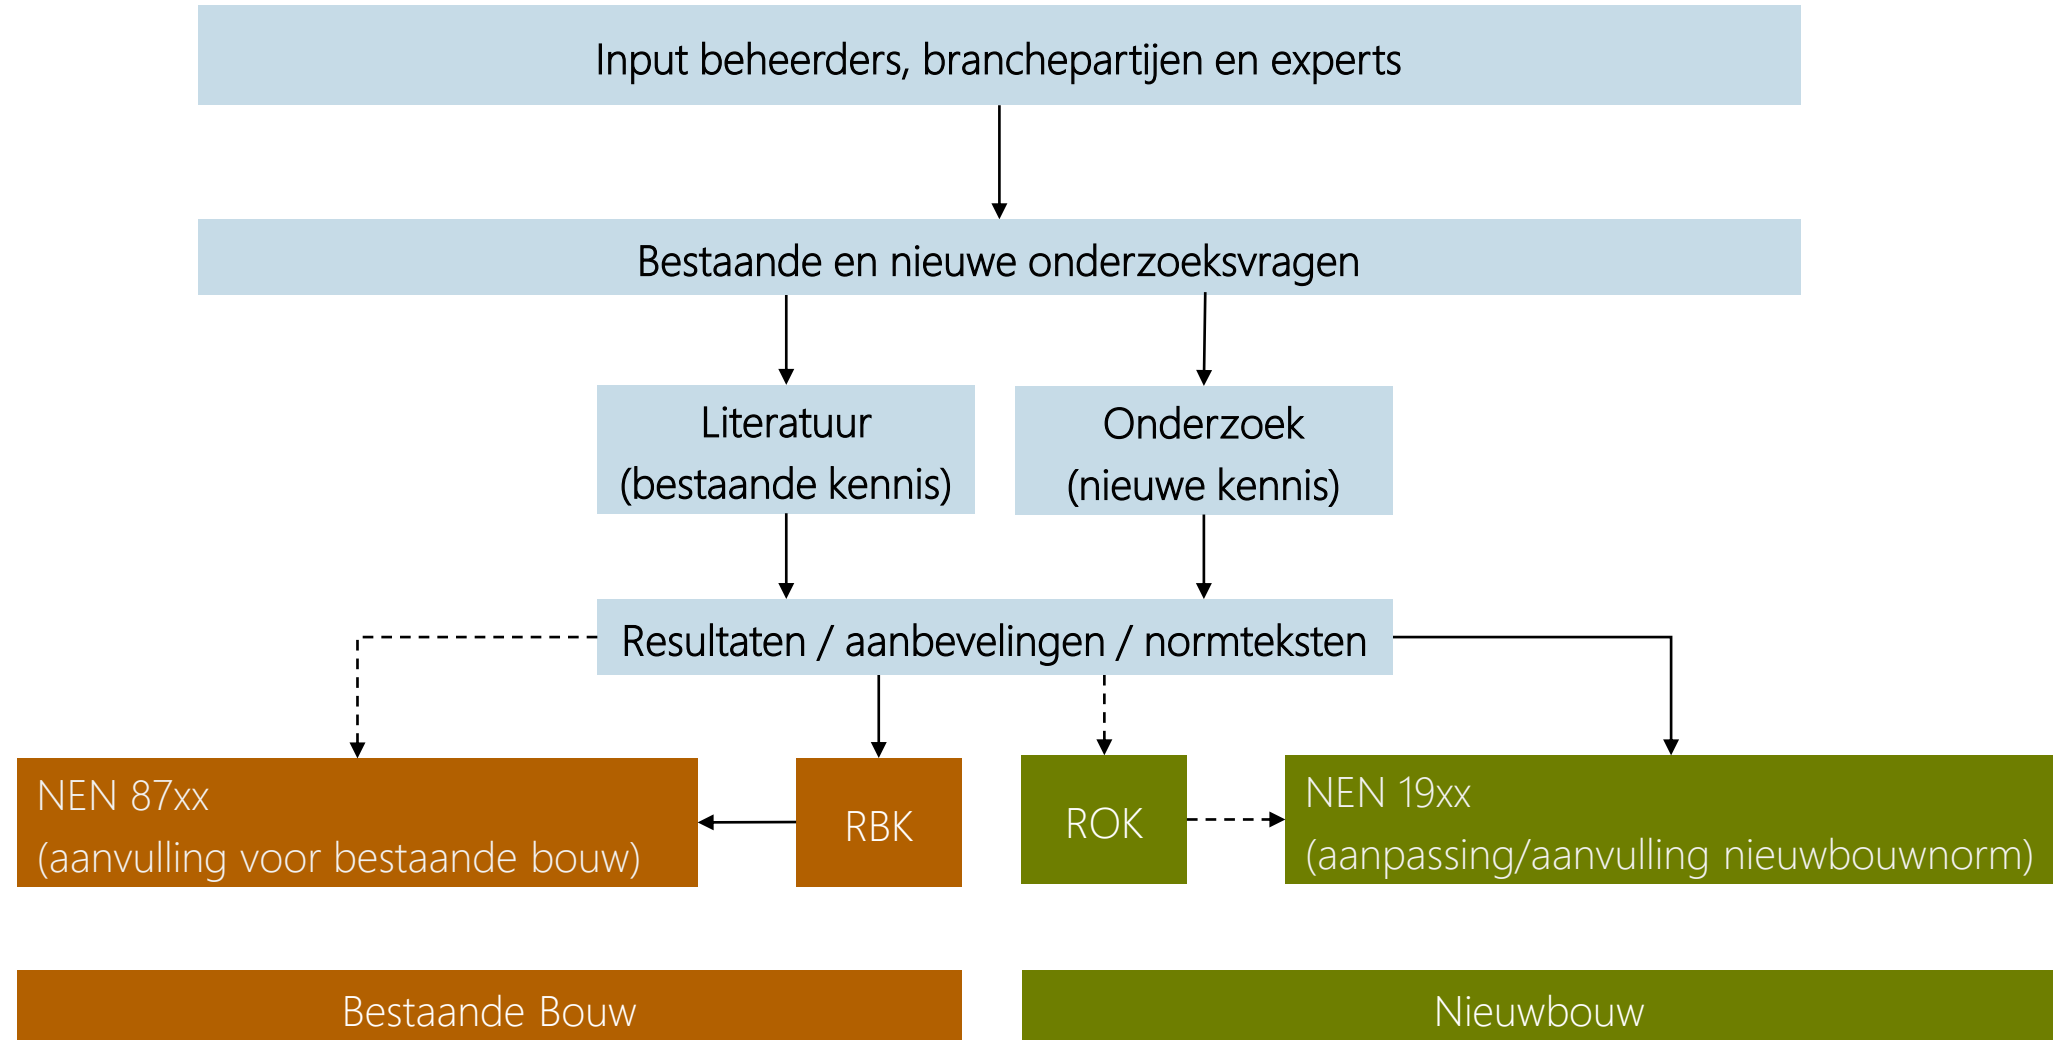 Input beheerders, branchepartijen en experts
Bestaande en nieuwe onderzoeksvragen
Literatuur
(bestaande kennis)
Onderzoek
(nieuwe kennis)
Resultaten / aanbevelingen / normteksten
NEN 87xx
(aanvulling voor bestaande bouw)
RBK
ROK
NEN 19xx
(aanpassing/aanvulling nieuwbouwnorm)
Bestaande Bouw
Nieuwbouw